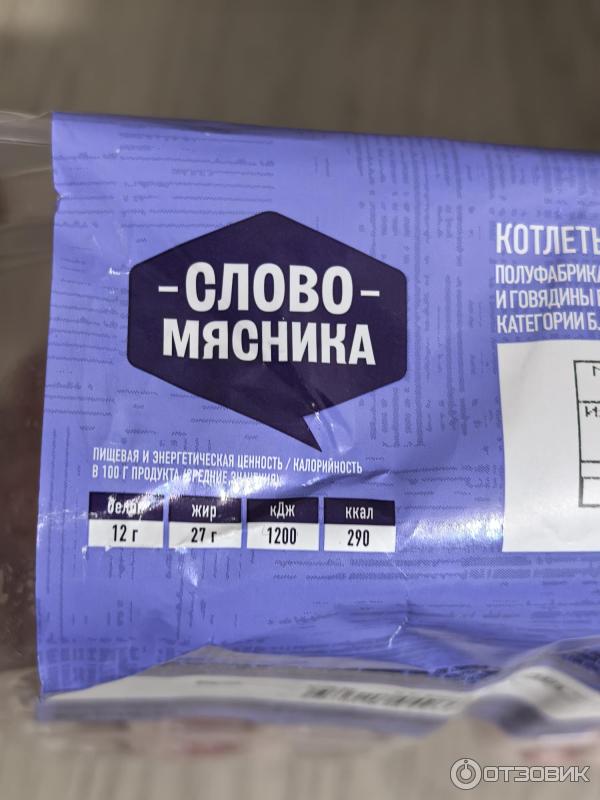 - СЛОВО -
МЯСНИКА
КОТЛЕТЫ
ПОЛУФАБРИКА
И ГОВЯДИНЫ
КАТЕГОРИИ Б.
ПИЩЕВАЯ И ЭНЕРГЕТИЧЕСКАЯ ЦЕННОСТЬ / КАЛОРИЙНОСТЬ
В 100 Г ПРОДУКТА (СРЕДНИЕ ЗНАЧЕНИЯ)
белок жир кДж ккал
12 г 27 г 1200 290
ОТЗОВИК